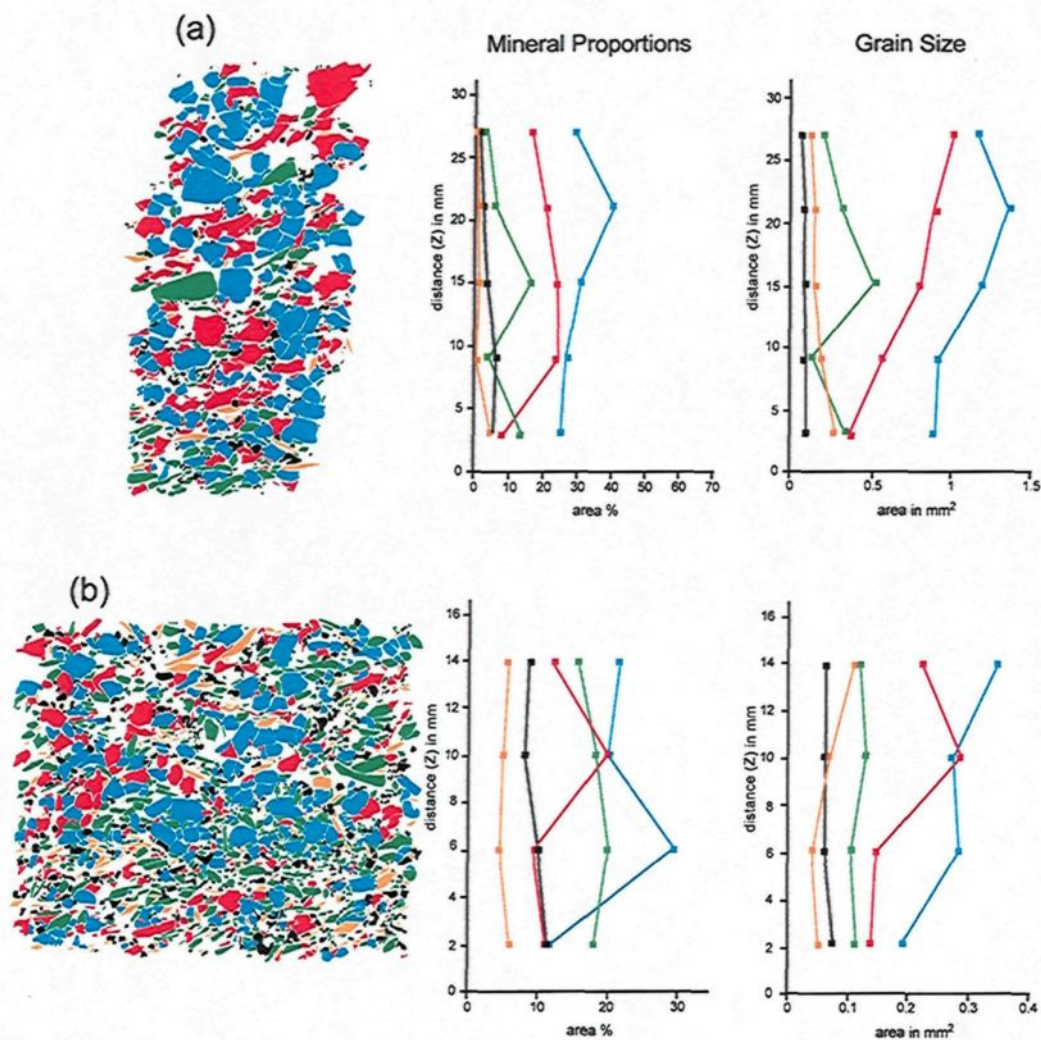 (a)
Mineral Proportions
Grain Size
30
25
20
15
10
5
0
distance (Z) in mm
0 10 20 30 40 50 60 70
area %
30
25
20
15
10
5
0
distance (Z) in mm
0 0.5 1 1.5
area in mm²
(b)
16
14
12
10
8
6
4
2
0
distance (Z) in mm
0 10 20 30
area %
16
14
12
10
8
6
4
2
0
distance (Z) in mm
0 0.1 0.2 0.3 0.4
area in mm²